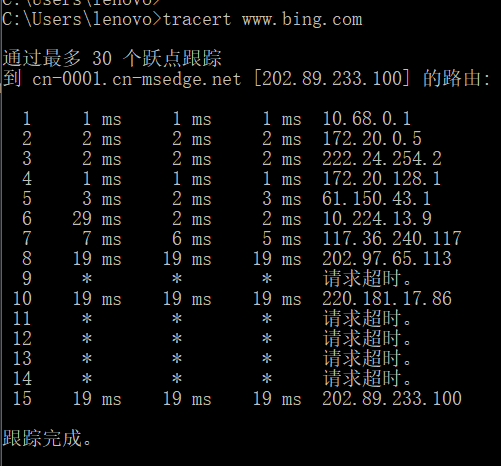 C:\Users\lenovo>
C:\Users\lenovo>tracert www.bing.com
通过最多 30 个跃点跟踪
到 cn-0001.cn-msedge.net [202.89.233.100] 的路由:
1 1 ms 1 ms 1 ms 10.68.0.1
2 2 ms 2 ms 2 ms 172.20.0.5
3 2 ms 2 ms 2 ms 222.24.254.2
4 1 ms 1 ms 1 ms 172.20.128.1
5 3 ms 2 ms 3 ms 61.150.43.1
6 29 ms 2 ms 2 ms 10.224.13.9
7 7 ms 6 ms 5 ms 117.36.240.117
8 19 ms 19 ms 19 ms 202.97.65.113
9 * * * 请求超时。
10 19 ms 19 ms 19 ms 220.181.17.86
11 * * * 请求超时。
12 * * * 请求超时。
13 * * * 请求超时。
14 * * * 请求超时。
15 19 ms 19 ms 19 ms 202.89.233.100
跟踪完成。